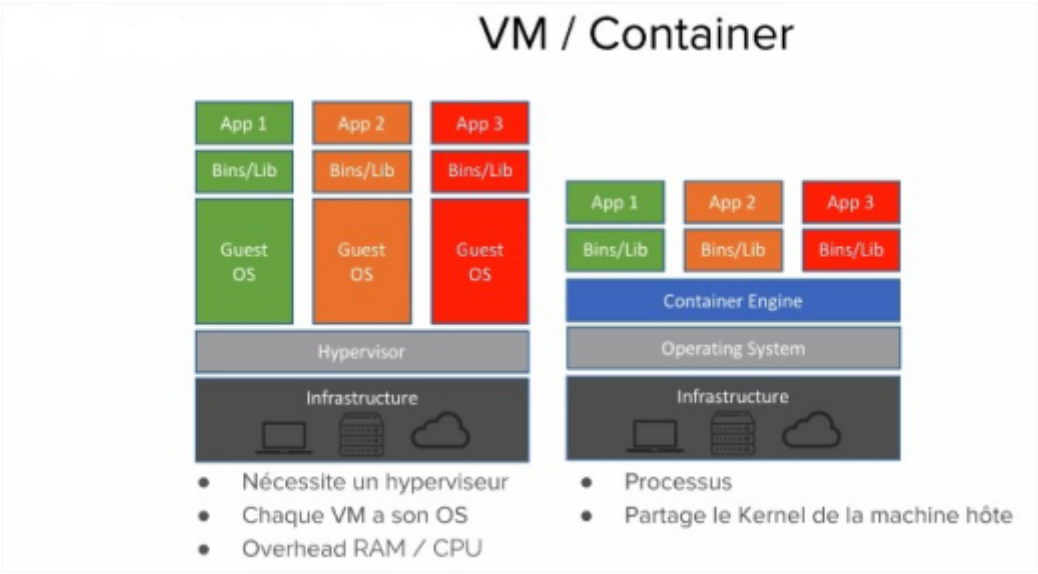 VM / Container
App 1
App 2
App 3
Bins/Lib
Bins/Lib
Bins/Lib
Guest
OS
Guest
OS
Guest
OS
Hypervisor
Infrastructure
Nécessite un hyperviseur
Chaque VM a son OS
Overhead RAM / CPU
App 1
App 2
App 3
Bins/Lib
Bins/Lib
Bins/Lib
Container Engine
Operating System
Infrastructure
Processus
Partage le Kernel de la machine hôte